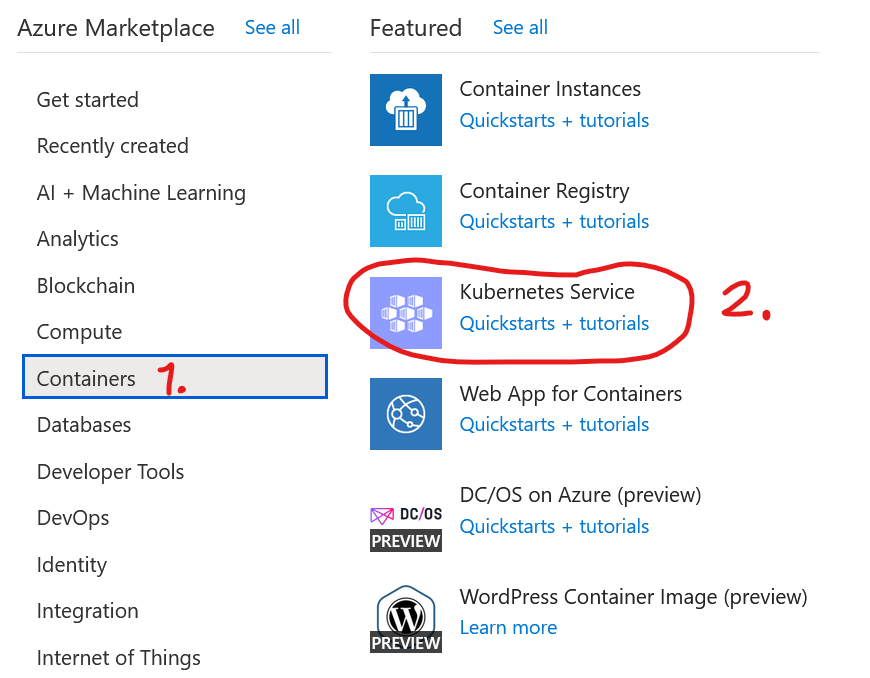 Azure Marketplace See all
Get started
Recently created
AI + Machine Learning
Analytics
Blockchain
Compute
Containers 1.
Databases
Developer Tools
DevOps
Identity
Integration
Internet of Things
Featured See all
Container Instances
Quickstarts + tutorials
Container Registry
Quickstarts + tutorials
Kubernetes Service
Quickstarts + tutorials
2.
Web App for Containers
Quickstarts + tutorials
DC/OS
PREVIEW
DC/OS on Azure (preview)
Quickstarts + tutorials
W
PREVIEW
WordPress Container Image (preview)
Learn more